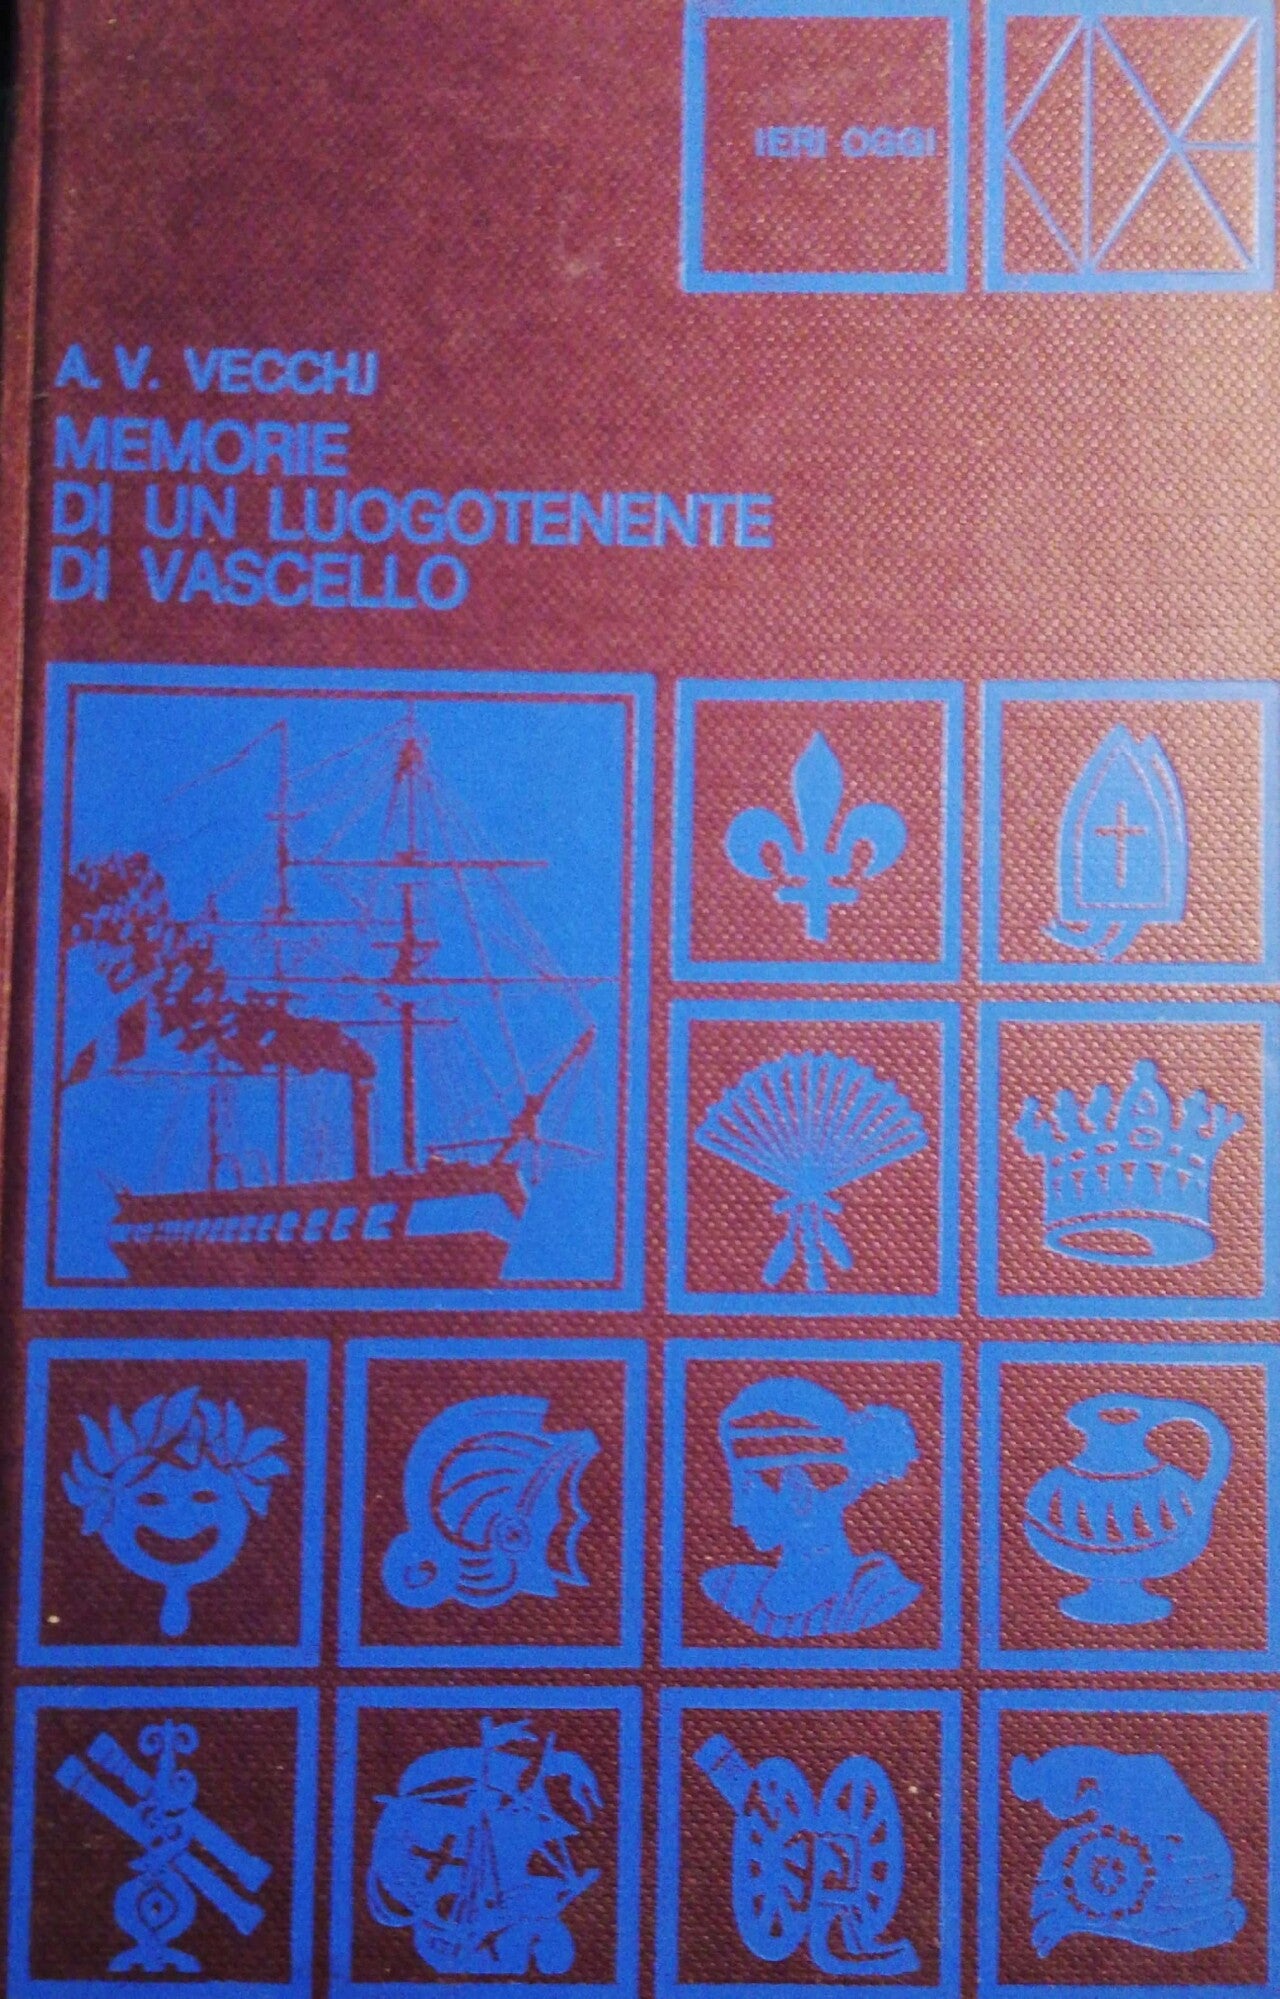 IERI OGGI
A. V. VECCHJ
MEMORIE
DI UN LUOGOTENENTE
DI VASCELLO